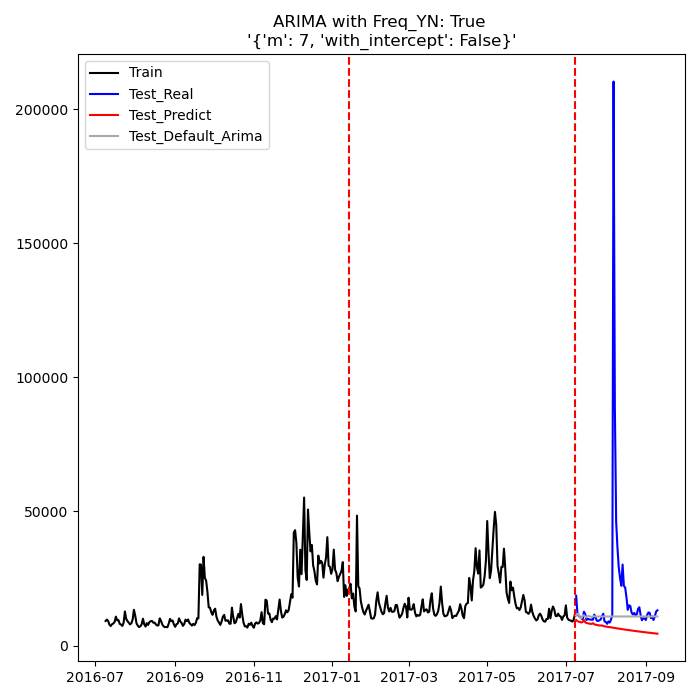 ARIMA with Freq_YN: True
'{'m': 7, 'with_intercept': False}'
Train
Test_Real
Test_Predict
Test_Default_Arima
200000
150000
100000
50000
0
2016-07 2016-09 2016-11 2017-01 2017-03 2017-05 2017-07 2017-09